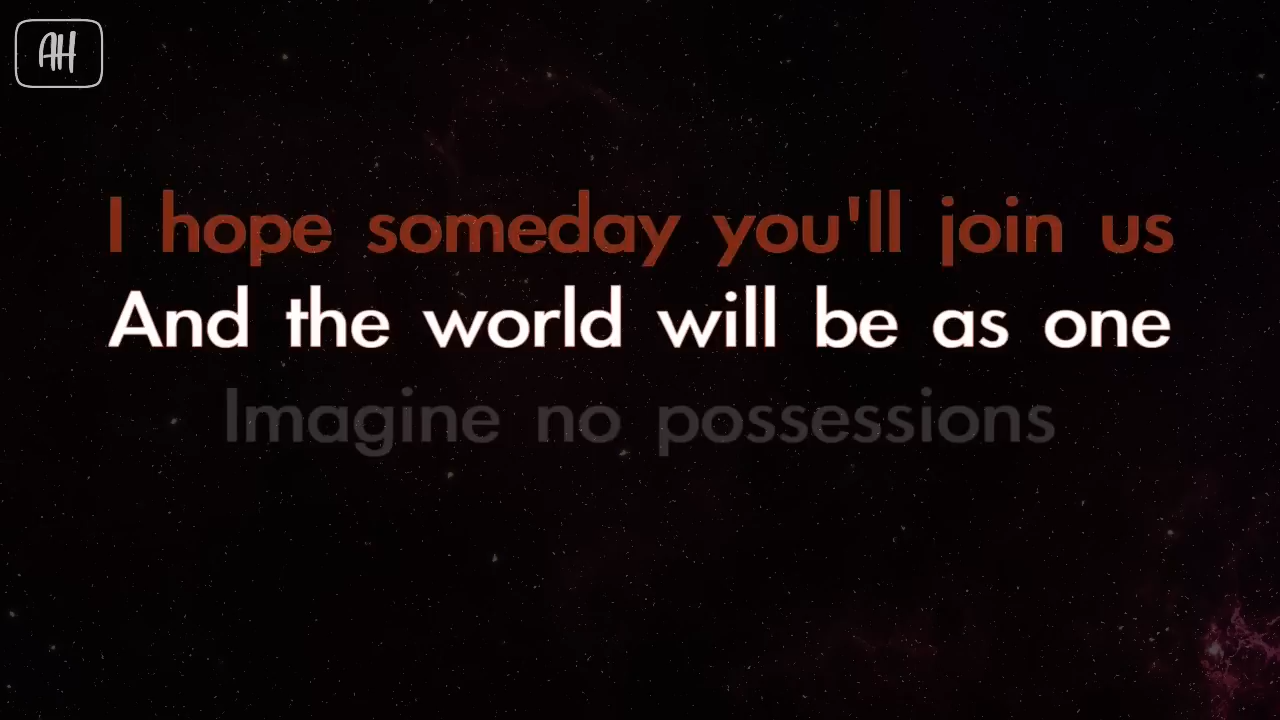 AH
I hope someday you'll join us
And the world will be as one
Imagine no possessions